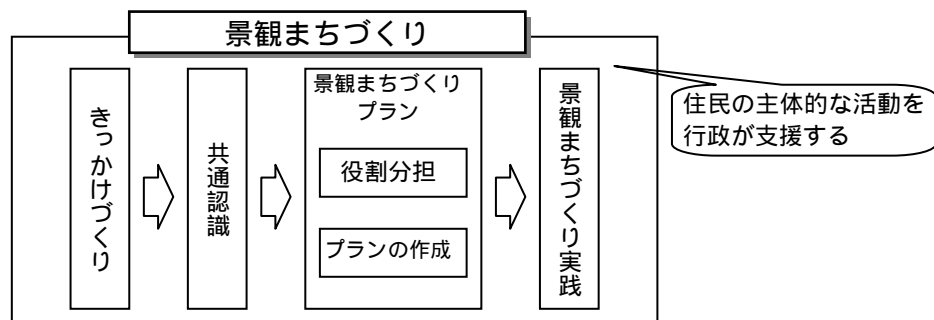 景観まちづくり
きっかけづくり
共通認識
景観まちづくり
プラン
役割分担
プランの作成
景観まちづくり実践
住民の主体的な活動を
行政が支援する